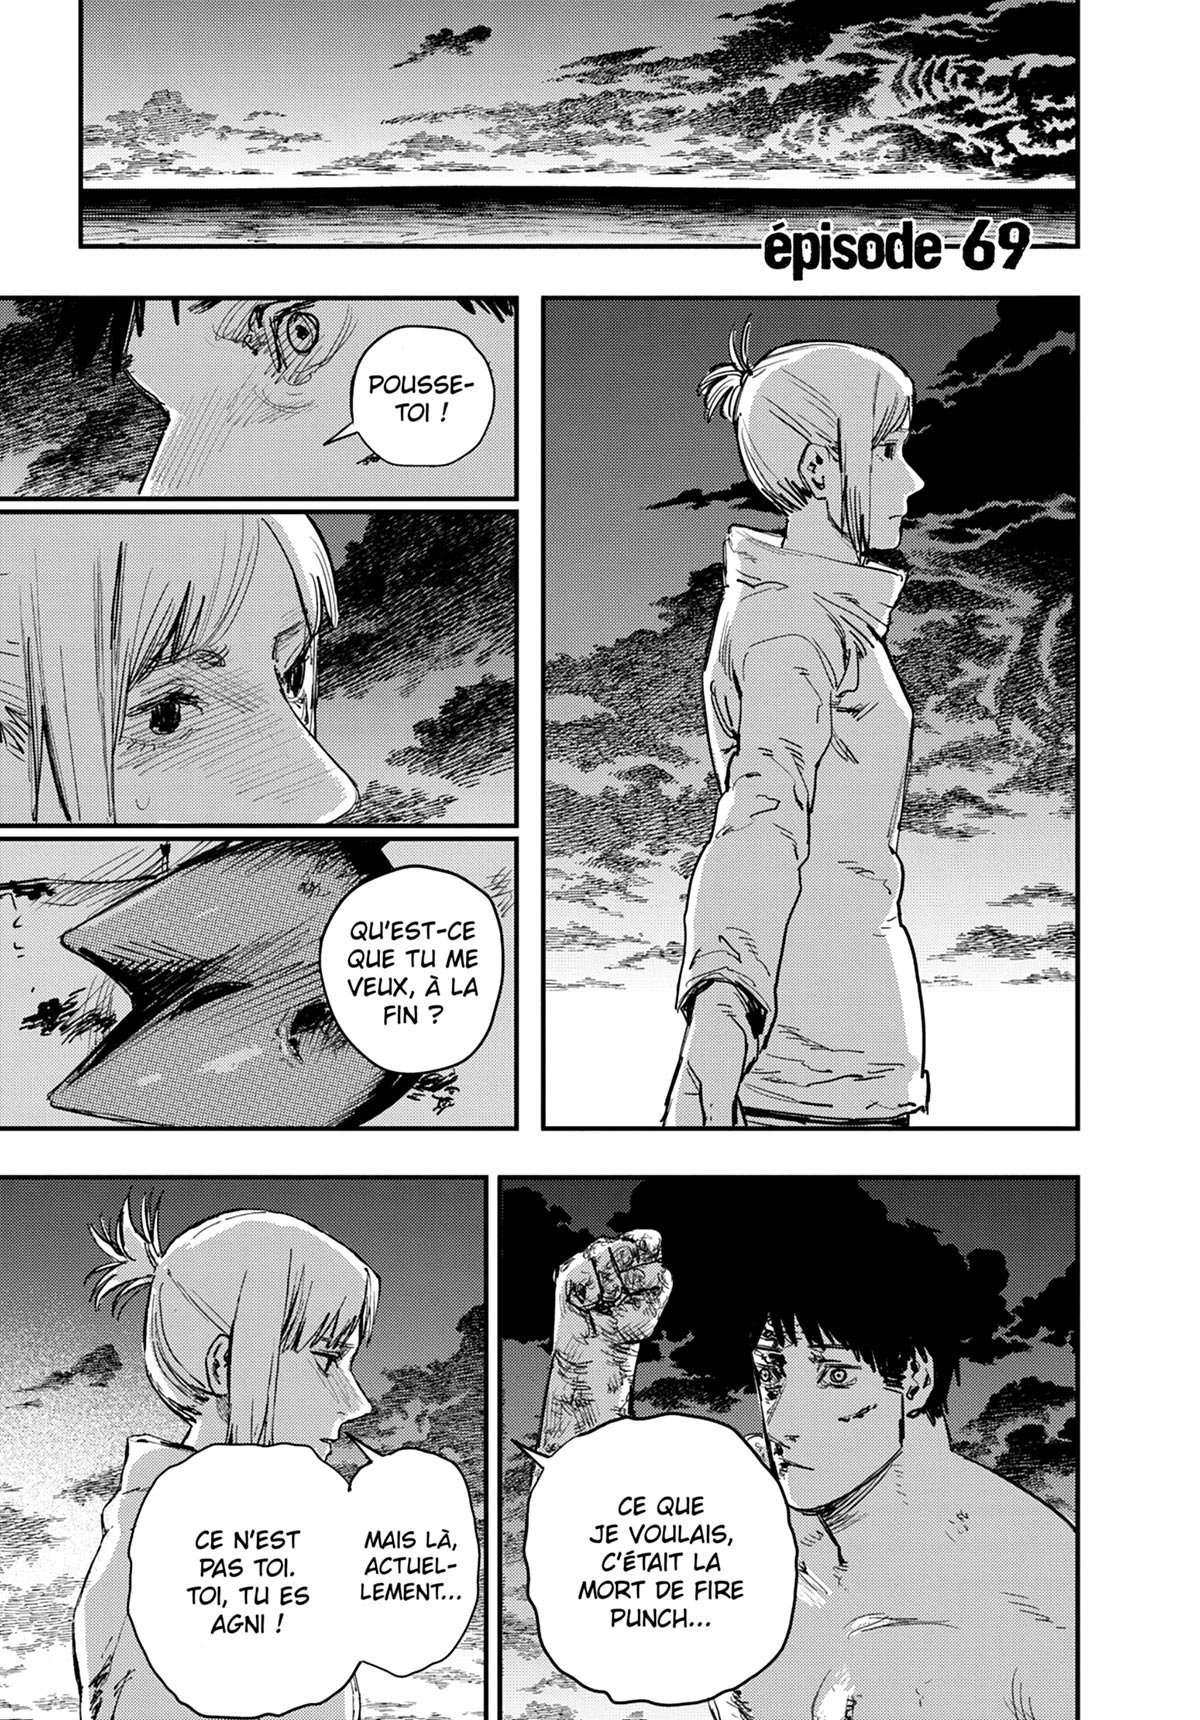 épisode 69
POUSSE-
TOI !
QU'EST-CE
QUE TU ME
VEUX, À LA
FIN ?
CE QUE
JE VOULAIS,
C'ÉTAIT LA
MORT DE FIRE
PUNCH...
MAIS LÀ,
ACTUEL-
LEMENT...
CE N'EST
PAS TOI.
TOI, TU ES
AGNI !